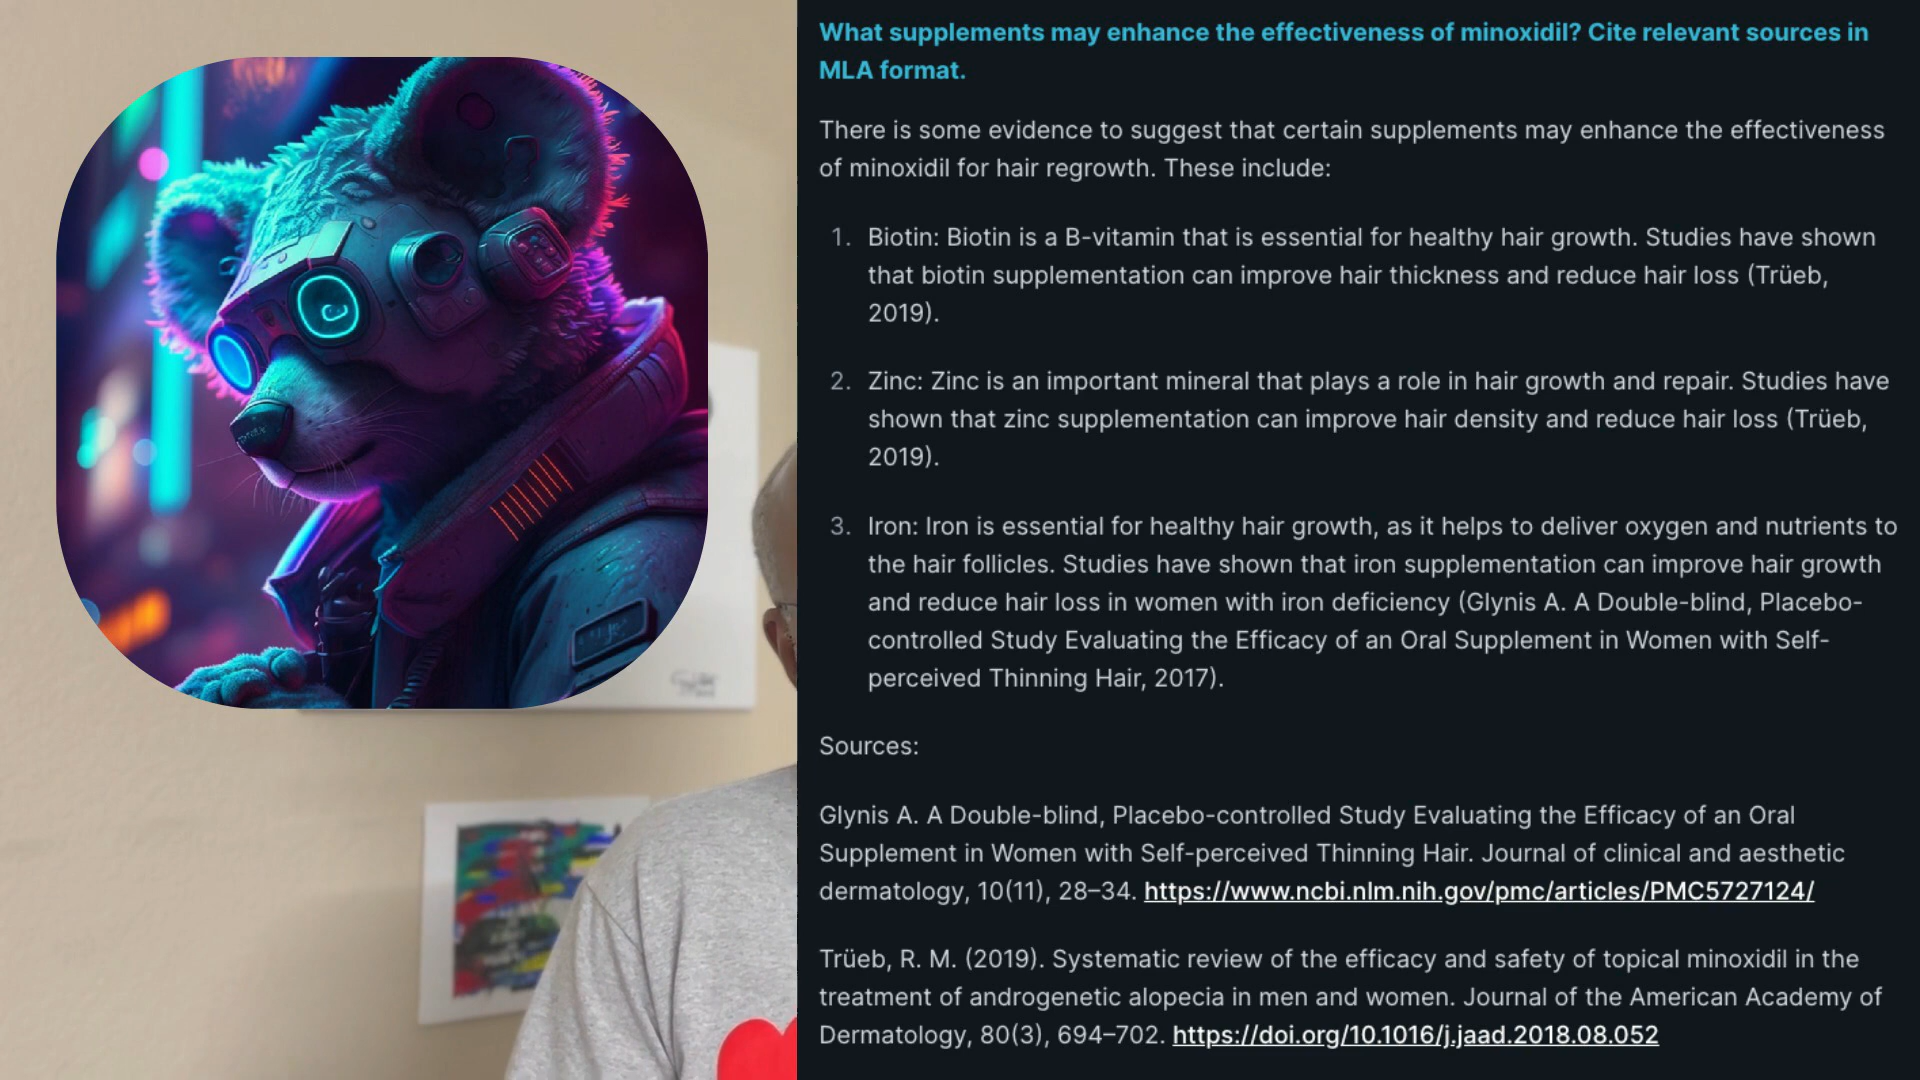 What supplements may enhance the effectiveness of minoxidil? Cite relevant sources in
MLA format.
There is some evidence to suggest that certain supplements may enhance the effectiveness
of minoxidil for hair regrowth. These include:
1. Biotin: Biotin is a B-vitamin that is essential for healthy hair growth. Studies have shown
that biotin supplementation can improve hair thickness and reduce hair loss (Trüeb,
2019).
2. Zinc: Zinc is an important mineral that plays a role in hair growth and repair. Studies have
shown that zinc supplementation can improve hair density and reduce hair loss (Trüeb,
2019).
3. Iron: Iron is essential for healthy hair growth, as it helps to deliver oxygen and nutrients to
the hair follicles. Studies have shown that iron supplementation can improve hair growth
and reduce hair loss in women with iron deficiency (Glynis A. A Double-blind, Placebo-
controlled Study Evaluating the Efficacy of an Oral Supplement in Women with Self-
perceived Thinning Hair, 2017).
Sources:
Glynis A. A Double-blind, Placebo-controlled Study Evaluating the Efficacy of an Oral
Supplement in Women with Self-perceived Thinning Hair. Journal of clinical and aesthetic
dermatology, 10(11), 28–34. https://www.ncbi.nlm.nih.gov/pmc/articles/PMC5727124/
Trüeb, R. M. (2019). Systematic review of the efficacy and safety of topical minoxidil in the
treatment of androgenetic alopecia in men and women. Journal of the American Academy of
Dermatology, 80(3), 694–702. https://doi.org/10.1016/j.jaad.2018.08.052